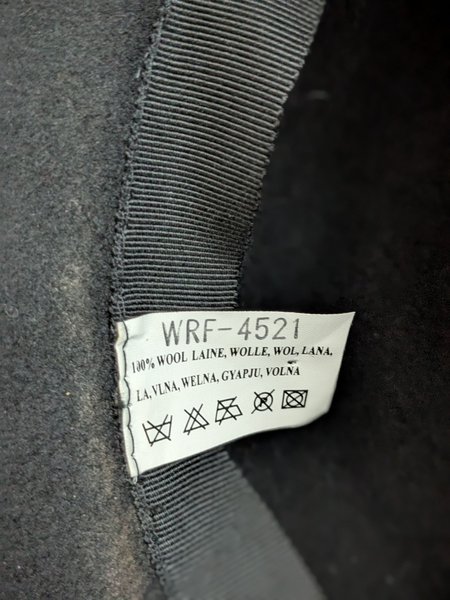 WRF-4521
100% WOOL LAINE, WOLLE, WOL, LANA,
LA,VLNA, WELNA, GYAPJU, VOLNA